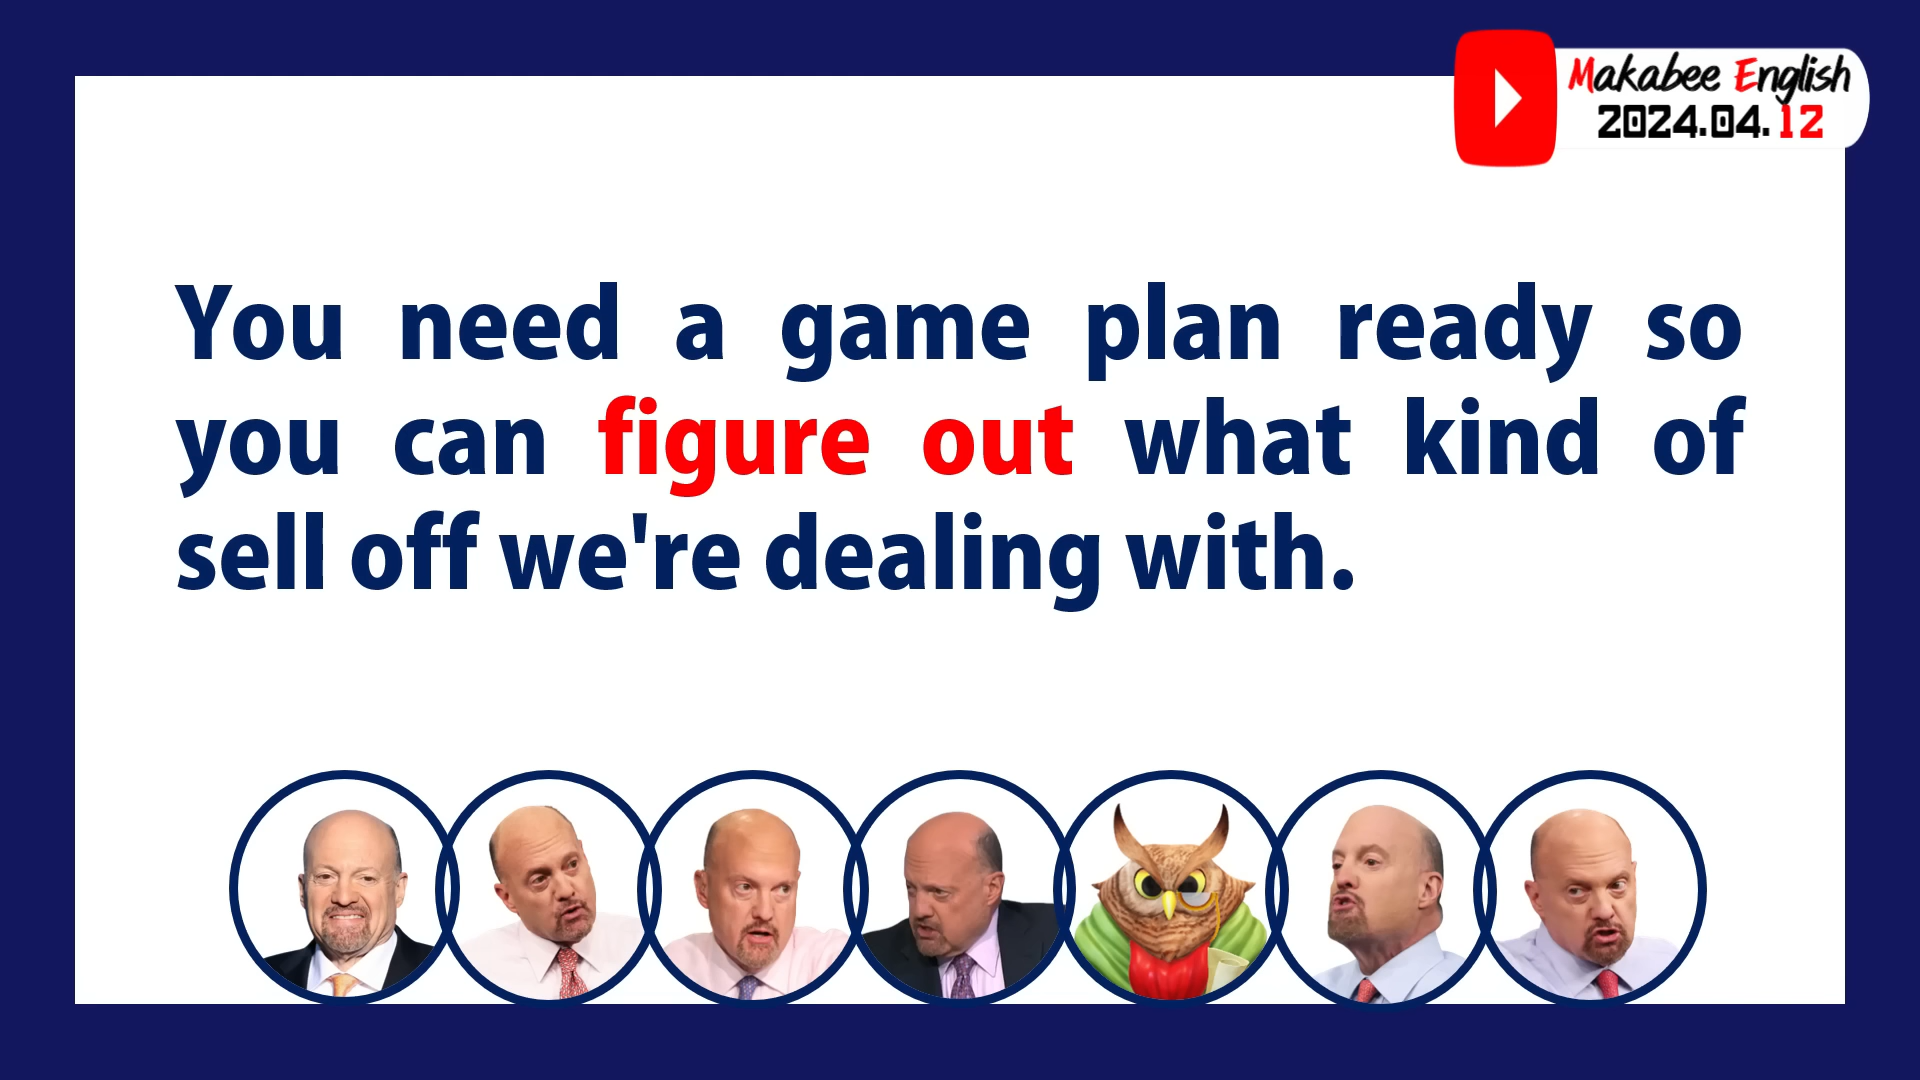 Makabee English
2024.04.12
You need a game plan ready so
you can figure out what kind of
sell off we're dealing with.